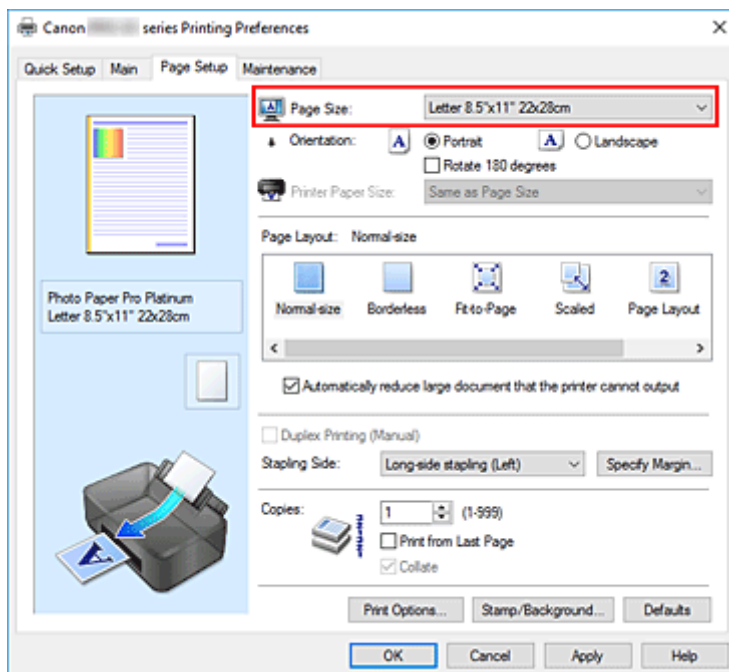 Canon series Printing Preferences
Quick Setup Main Page Setup Maintenance
Page Size: Letter 8.5"x11" 22x28cm
Orientation: A Portrait A Landscape
Rotate 180 degrees
Printer Paper Size: Same as Page Size
Page Layout: Normal-size
Normal-size Borderless Fit-to-Page Scaled Page Layout
Photo Paper Pro Platinum
Letter 8.5"x11" 22x28cm
Automatically reduce large document that the printer cannot output
Duplex Printing (Manual)
Stapling Side: Long-side stapling (Left) Specify Margin...
Copies: 1 (1-999)
Print from Last Page
Collate
Print Options... Stamp/Background... Defaults
OK Cancel Apply Help